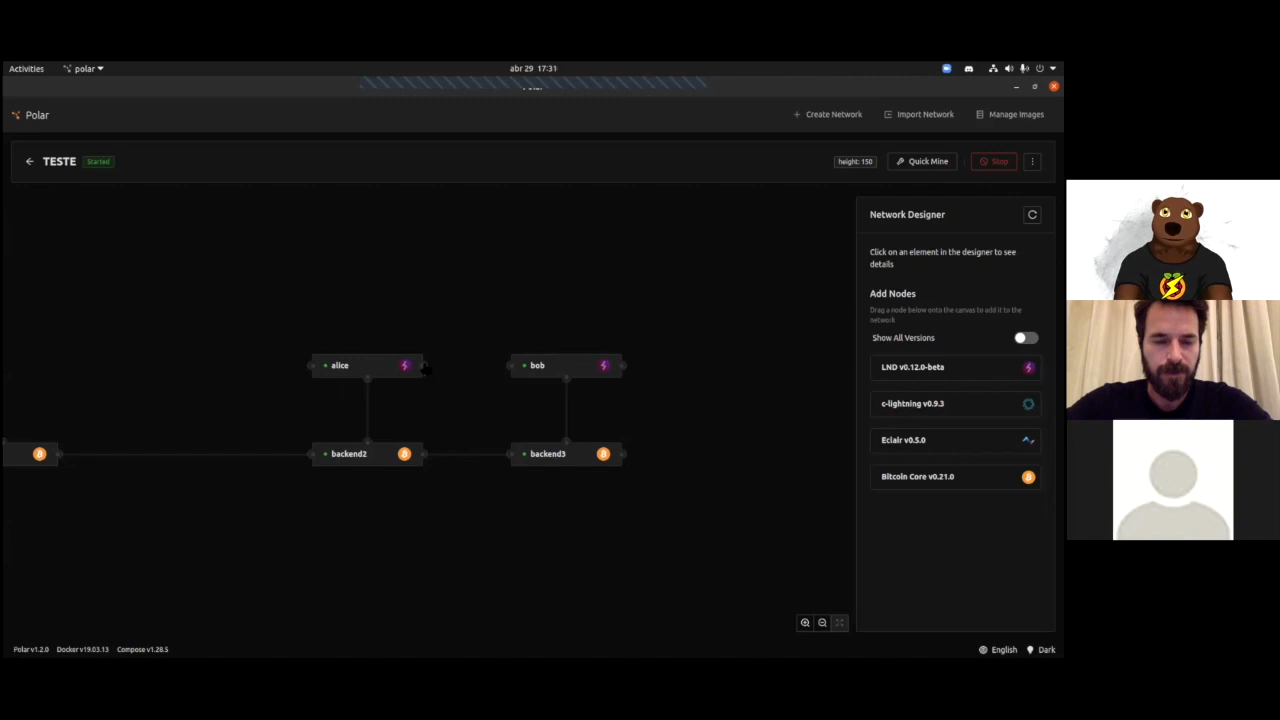 Activities
polar
abr 29 17:31
Polar
Create Network
Import Network
Manage Images
TESTE
Started
height: 150
Quick Mine
Stop
Network Designer
Click on an element in the designer to see
details
Add Nodes
Drag a node below onto the canvas to add it to the
network
Show All Versions
LND v0.12.0-beta
c-lightning v0.9.3
Eclair v0.5.0
Bitcoin Core v0.21.0
alice
bob
backend2
backend3
Polar v1.2.0
Docker v19.03.13
Compose v1.28.5
English
Dark